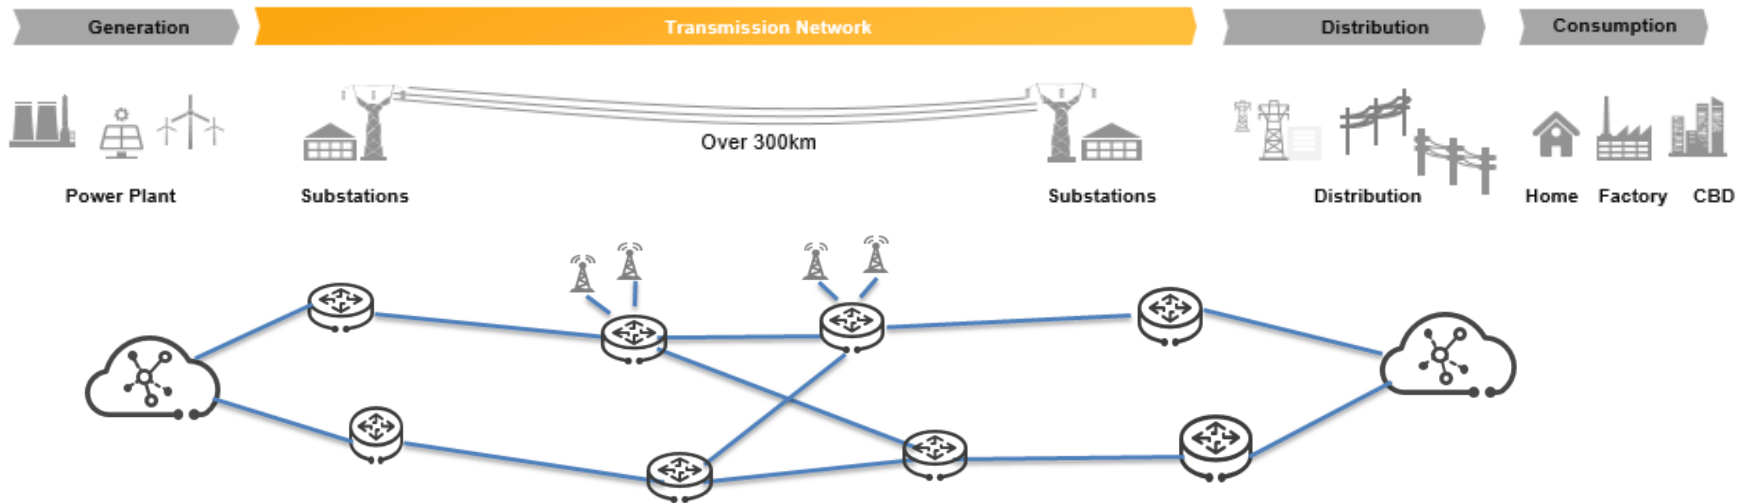 Generation
Transmission Network
Distribution
Consumption
Over 300km
Power Plant
Substations
Substations
Distribution
Home
Factory
CBD